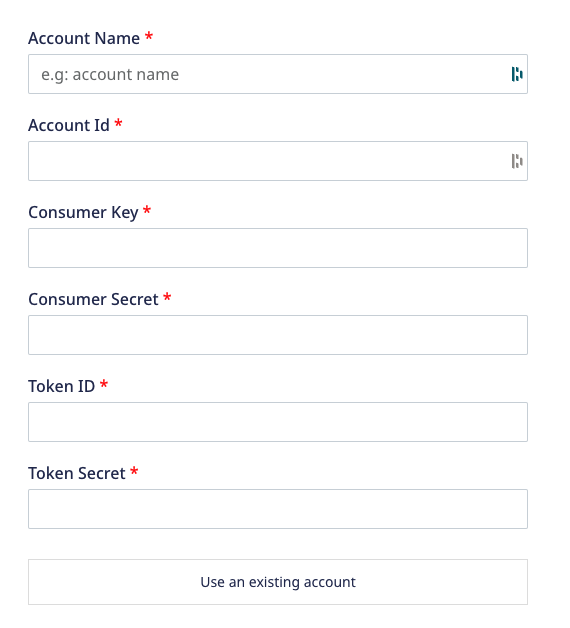 Account Name *
e.g: account name
Account Id *
Consumer Key *
Consumer Secret *
Token ID *
Token Secret *
Use an existing account